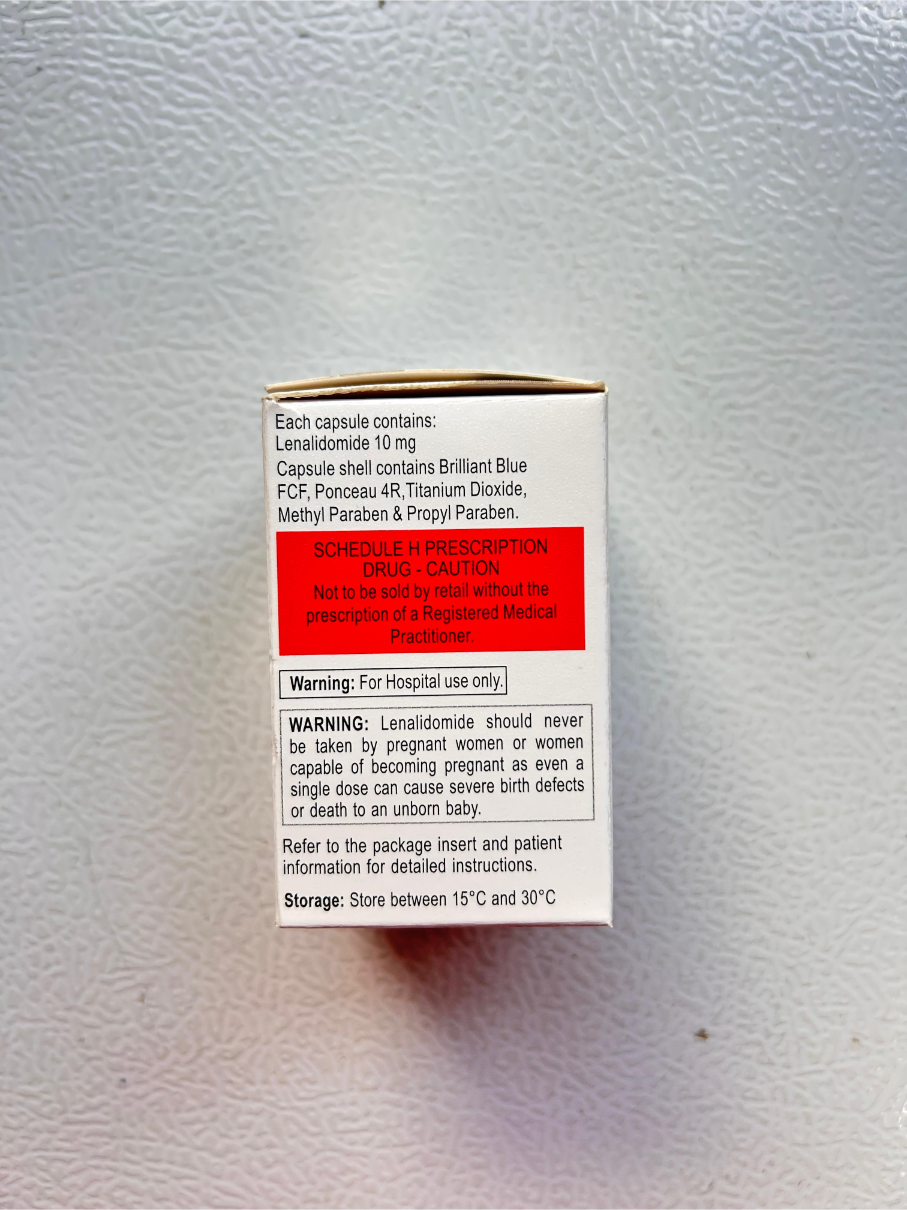 Each capsule contains:
Lenalidomide 10 mg
Capsule shell contains Brilliant Blue
FCF, Ponceau 4R,Titanium Dioxide,
Methyl Paraben & Propyl Paraben.
SCHEDULE H PRESCRIPTION
DRUG - CAUTION
Not to be sold by retail without the
prescription of a Registered Medical
Practitioner.
Warning: For Hospital use only.
WARNING: Lenalidomide should never
be taken by pregnant women or women
capable of becoming pregnant as even a
single dose can cause severe birth defects
or death to an unborn baby.
Refer to the package insert and patient
information for detailed instructions.
Storage: Store between 15°C and 30°C